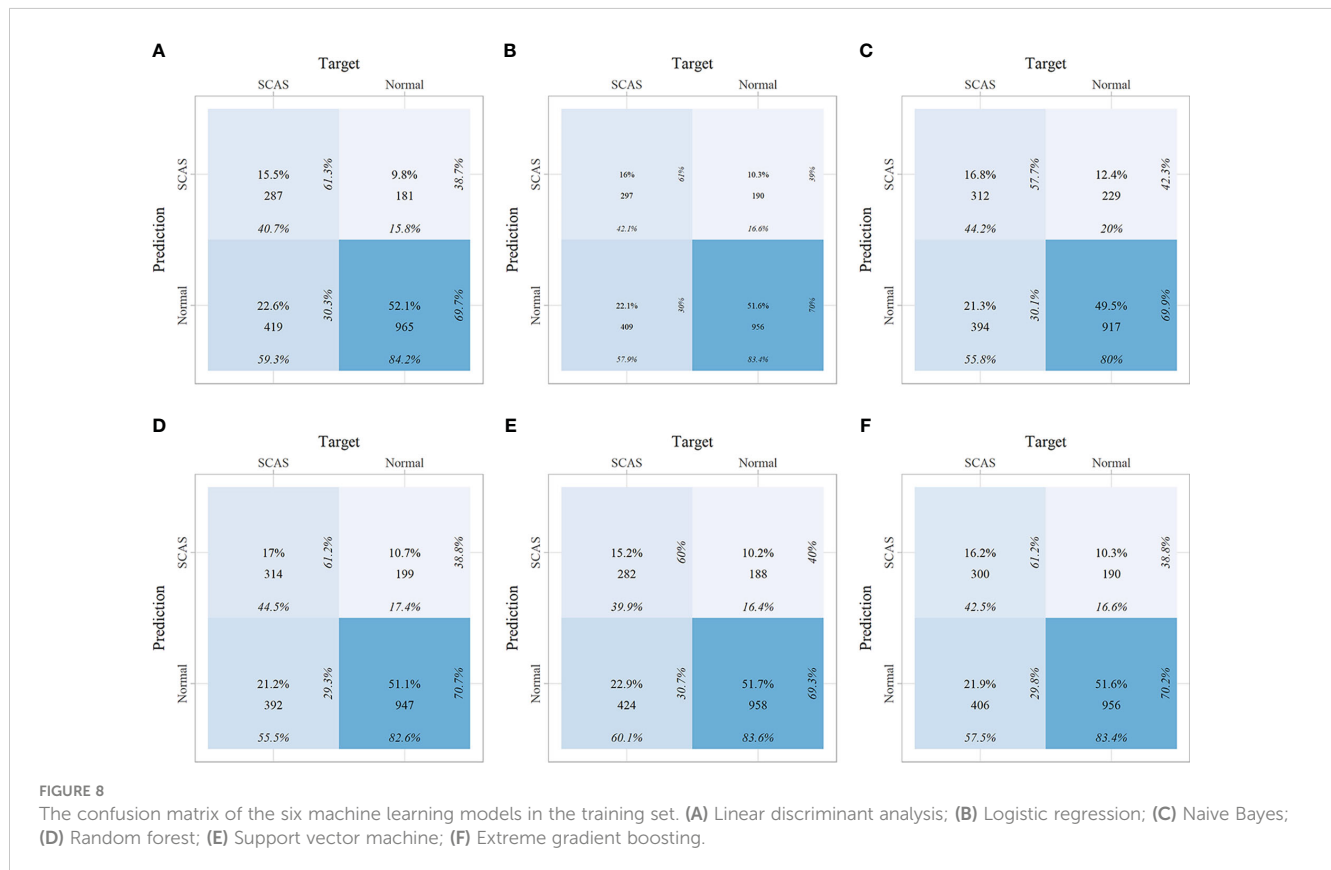 A
Target
SCAS Normal
Prediction
SCAS
15.5% 61.3% 9.8% 38.7%
287 181
40.7% 15.8%
Normal
22.6% 30.3% 52.1% 69.7%
419 965
59.3% 84.2%
B
Target
SCAS Normal
Prediction
SCAS
16% 61% 10.3% 39%
297 190
42.1% 16.6%
Normal
22.1% 30% 51.6% 70%
409 956
57.9% 83.4%
C
Target
SCAS Normal
Prediction
SCAS
16.8% 57.7% 12.4% 42.3%
312 229
44.2% 20%
Normal
21.3% 30.1% 49.5% 69.9%
394 917
55.8% 80%
D
Target
SCAS Normal
Prediction
SCAS
17% 61.2% 10.7% 38.8%
314 199
44.5% 17.4%
Normal
21.2% 29.3% 51.1% 70.7%
392 947
55.5% 82.6%
E
Target
SCAS Normal
Prediction
SCAS
15.2% 60% 10.2% 40%
282 188
39.9% 16.4%
Normal
22.9% 30.7% 51.7% 69.3%
424 958
60.1% 83.6%
F
Target
SCAS Normal
Prediction
SCAS
16.2% 61.2% 10.3% 38.8%
300 190
42.5% 16.6%
Normal
21.9% 29.8% 51.6% 70.2%
406 956
57.5% 83.4%
FIGURE 8
The confusion matrix of the six machine learning models in the training set. (A) Linear discriminant analysis; (B) Logistic regression; (C) Naive Bayes;
(D) Random forest; (E) Support vector machine; (F) Extreme gradient boosting.